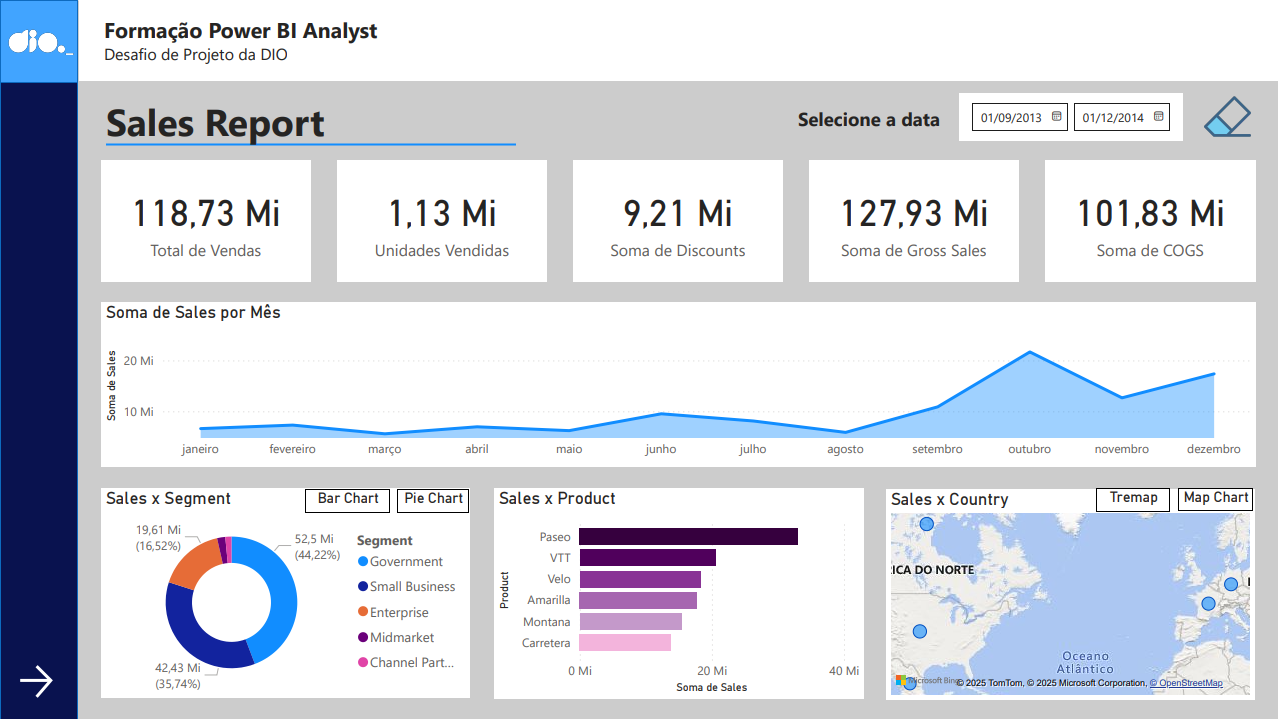 dio._
Formação Power BI Analyst
Desafio de Projeto da DIO
Sales Report
Selecione a data
01/09/2013
01/12/2014
118,73 Mi
Total de Vendas
1,13 Mi
Unidades Vendidas
9,21 Mi
Soma de Discounts
127,93 Mi
Soma de Gross Sales
101,83 Mi
Soma de COGS
Soma de Sales por Mês
Soma de Sales
20 Mi
10 Mi
janeiro
fevereiro
março
abril
maio
junho
julho
agosto
setembro
outubro
novembro
dezembro
Sales x Segment
Bar Chart
Pie Chart
19,61 Mi
(16,52%)
52,5 Mi
(44,22%)
42,43 Mi
(35,74%)
Segment
Government
Small Business
Enterprise
Midmarket
Channel Part...
Sales x Product
Product
Paseo
VTT
Velo
Amarilla
Montana
Carretera
0 Mi
20 Mi
40 Mi
Soma de Sales
Sales x Country
Tremap
Map Chart
ICA DO NORTE
Oceano
Atlântico
Microsoft Bing
© 2025 TomTom, © 2025 Microsoft Corporation, © OpenStreetMap